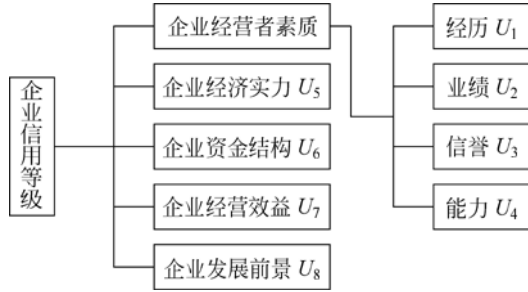 企业信用等级
企业经营者素质
企业经济实力 U5
企业资金结构 U6
企业经营效益 U7
企业发展前景 U8
经历 U1
业绩 U2
信誉 U3
能力 U4